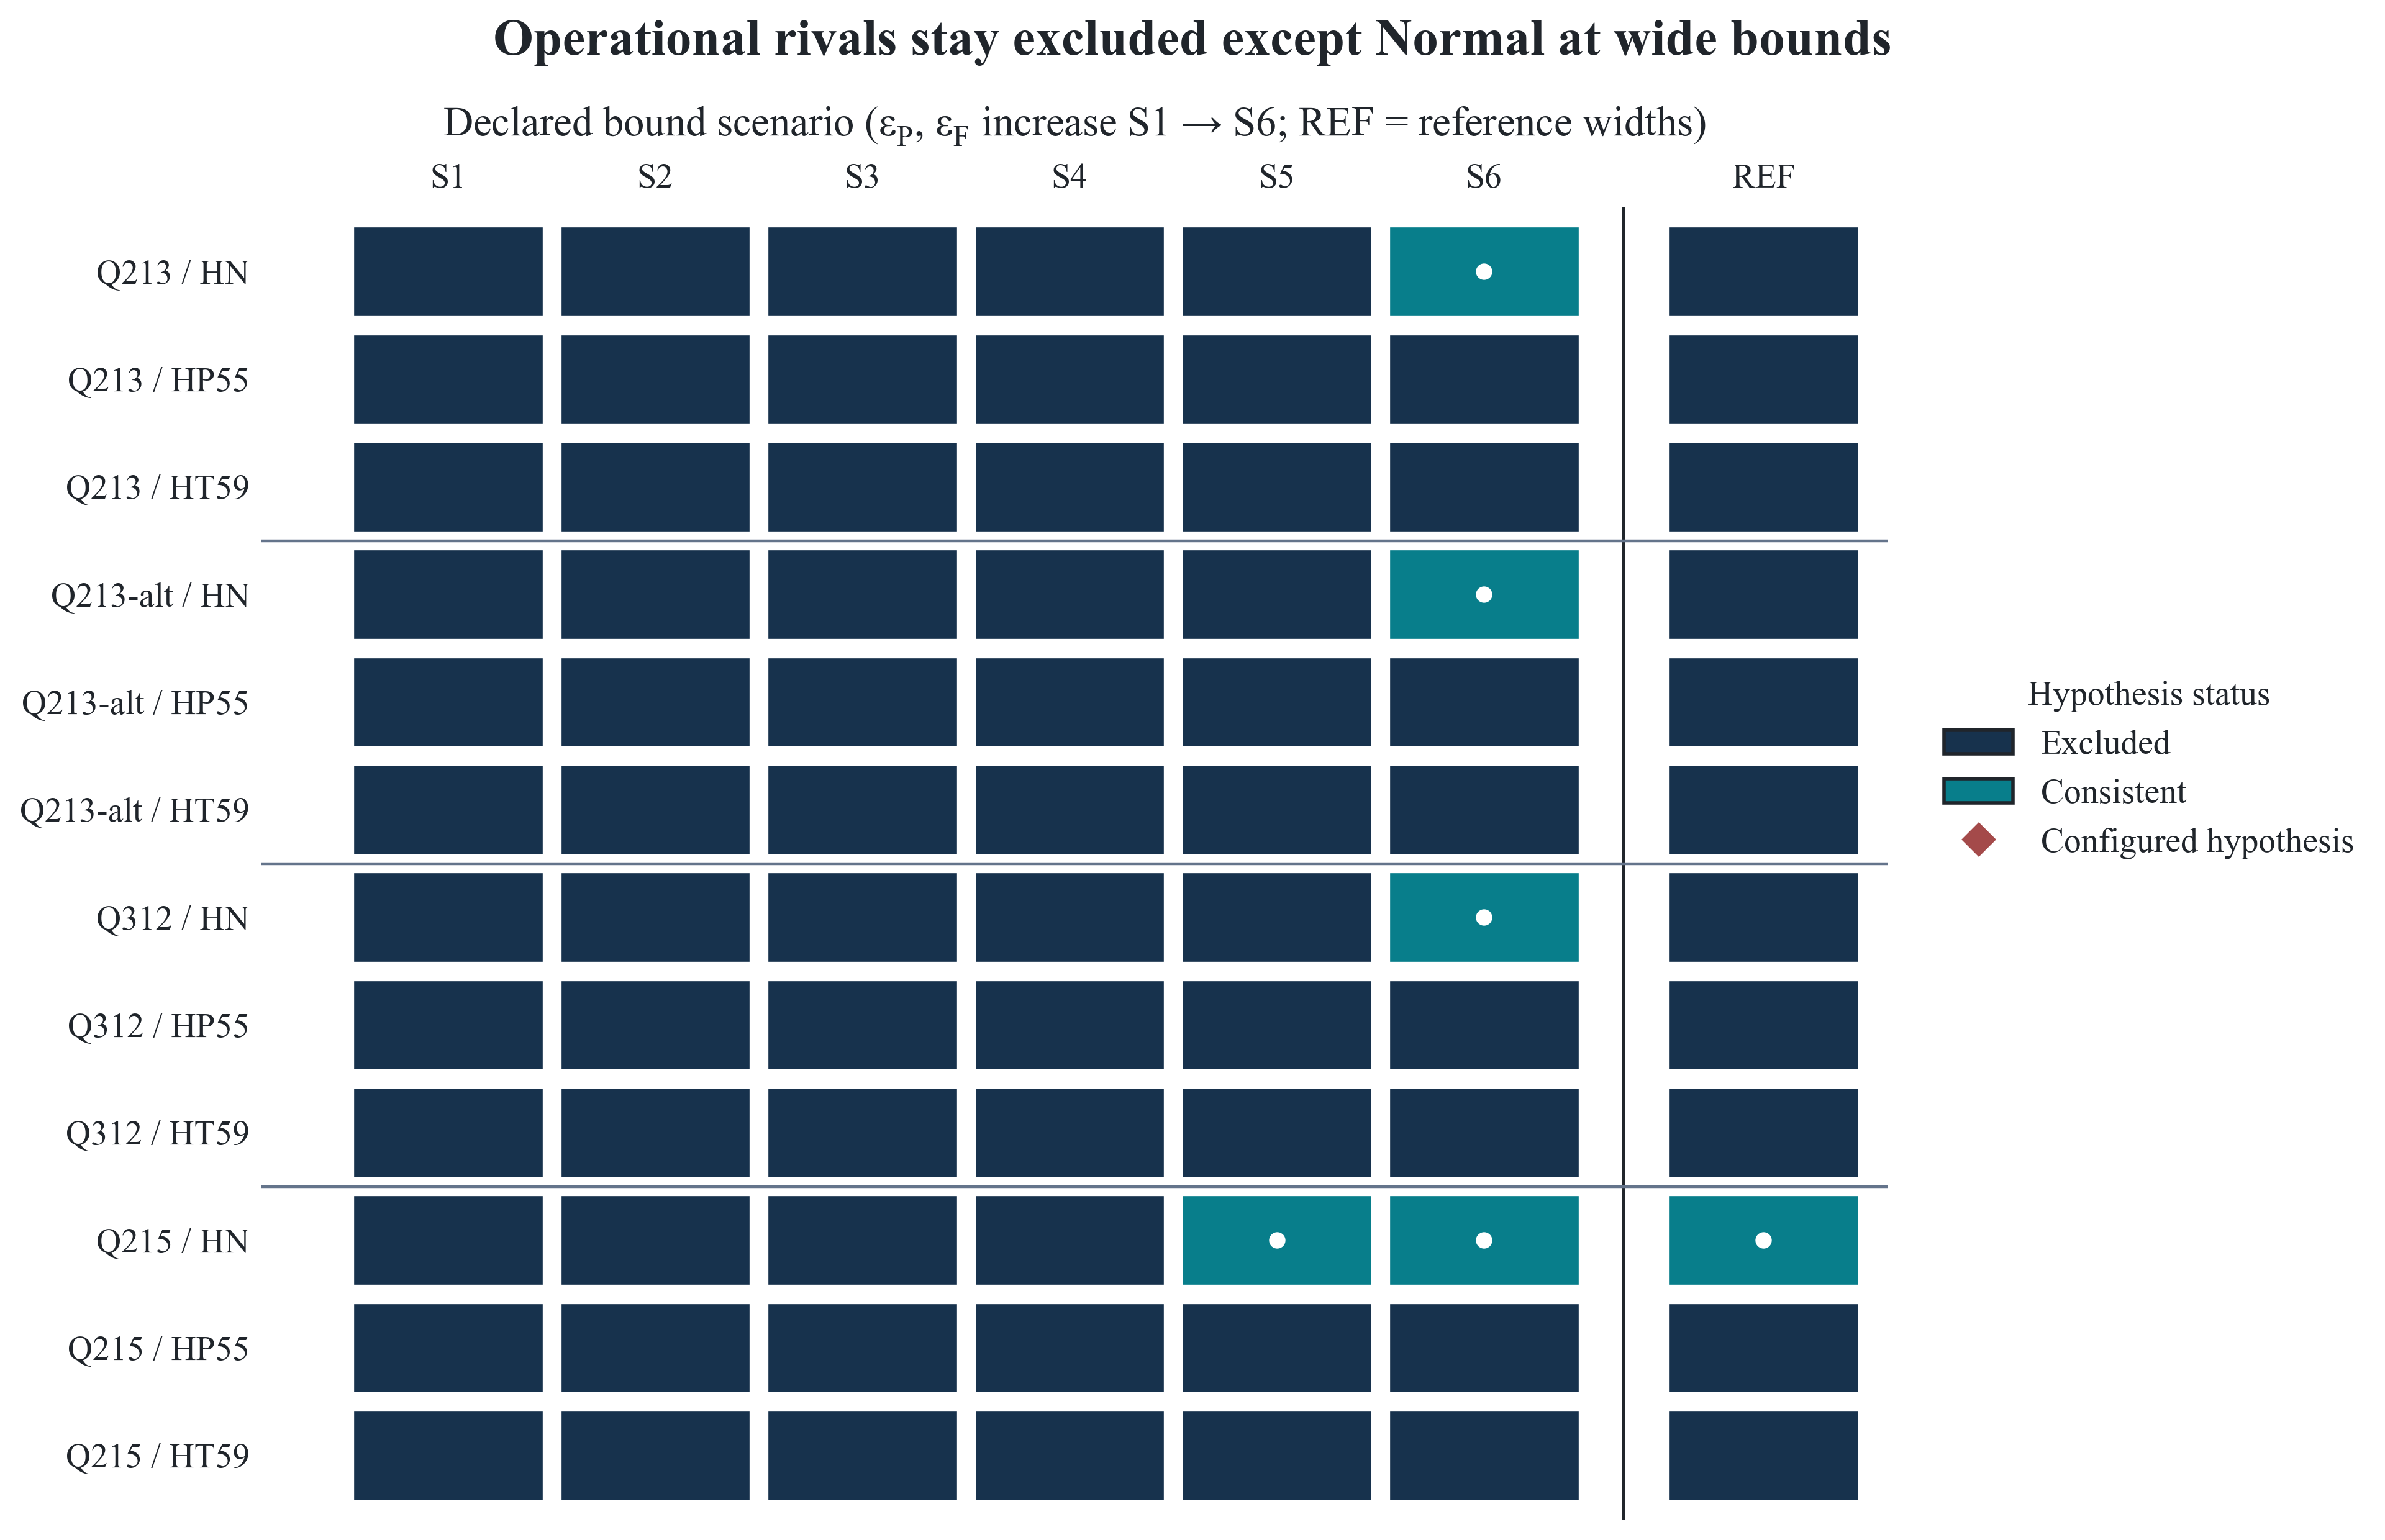 Operational rivals stay excluded except Normal at wide bounds
Declared bound scenario (εP, εF increase S1 → S6; REF = reference widths)
S1 S2 S3 S4 S5 S6 REF
Q213 / HN
Q213 / HP55
Q213 / HT59
Q213-alt / HN
Q213-alt / HP55
Q213-alt / HT59
Q312 / HN
Q312 / HP55
Q312 / HT59
Q215 / HN
Q215 / HP55
Q215 / HT59
Hypothesis status
Excluded
Consistent
Configured hypothesis